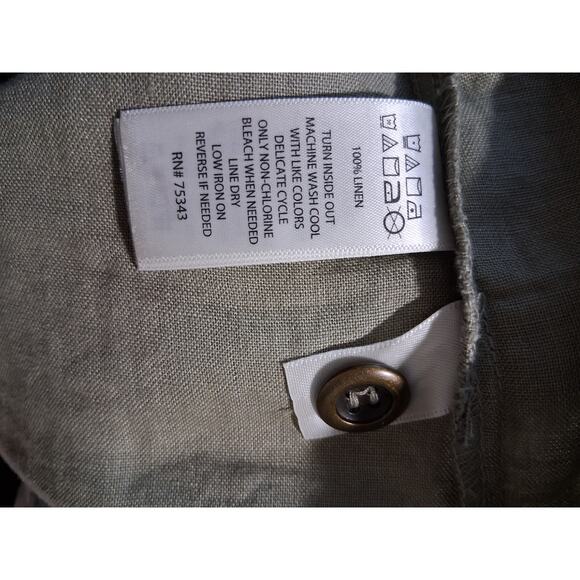 100% LINEN
TURN INSIDE OUT
MACHINE WASH COOL
WITH LIKE COLORS
DELICATE CYCLE
ONLY NON-CHLORINE
BLEACH WHEN NEEDED
LINE DRY
LOW IRON ON
REVERSE IF NEEDED
RN# 75343